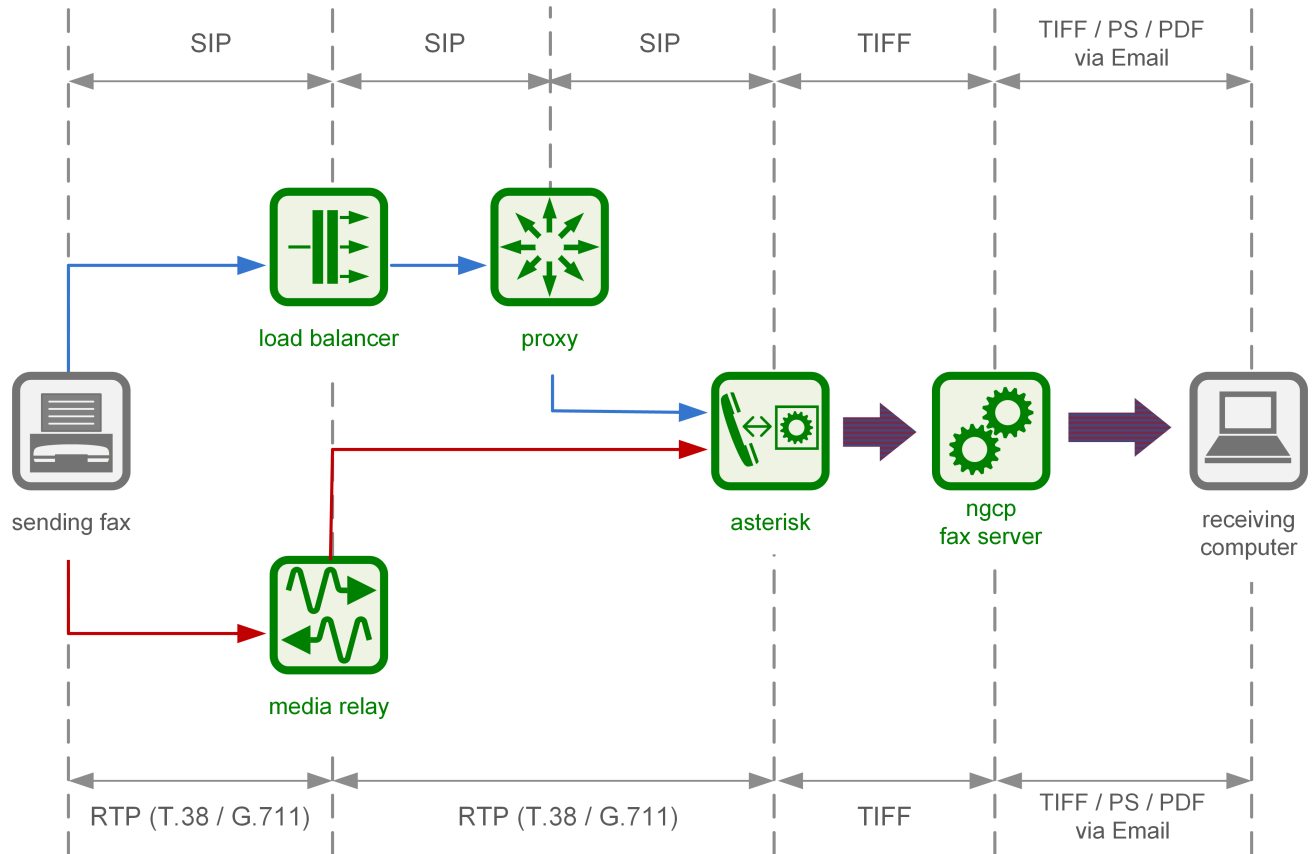 SIP
SIP
SIP
TIFF
TIFF / PS / PDF
via Email
load balancer
proxy
sending fax
asterisk
ngcp
fax server
receiving
computer
media relay
RTP (T.38 / G.711)
RTP (T.38 / G.711)
TIFF
TIFF / PS / PDF
via Email